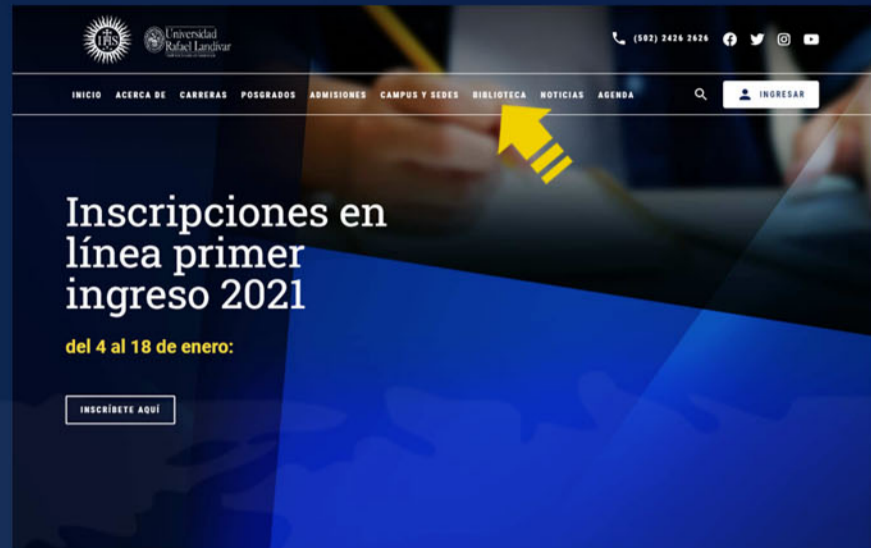 IHS
Universidad
Rafael Landívar
(502) 2426 2626
INICIO ACERCA DE CARRERAS POSGRADOS ADMISIONES CAMPUS Y SEDES BIBLIOTECA NOTICIAS AGENDA INGRESAR
Inscripciones en
línea primer
ingreso 2021
del 4 al 18 de enero:
INSCRÍBETE AQUÍ